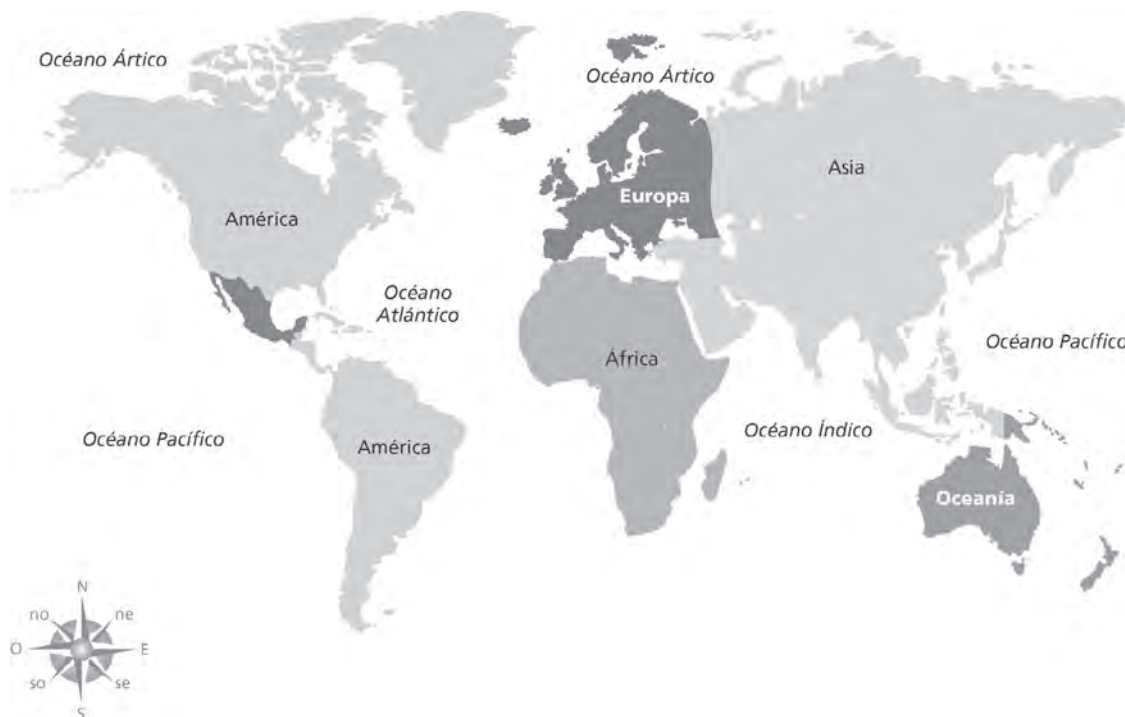 Océano Ártico
Océano Ártico
Asia
Europa
América
Océano
Atlántico
Océano Pacífico
África
Océano Índico
Océano Pacífico
América
Oceanía
N
no
ne
O
E
so
se
S